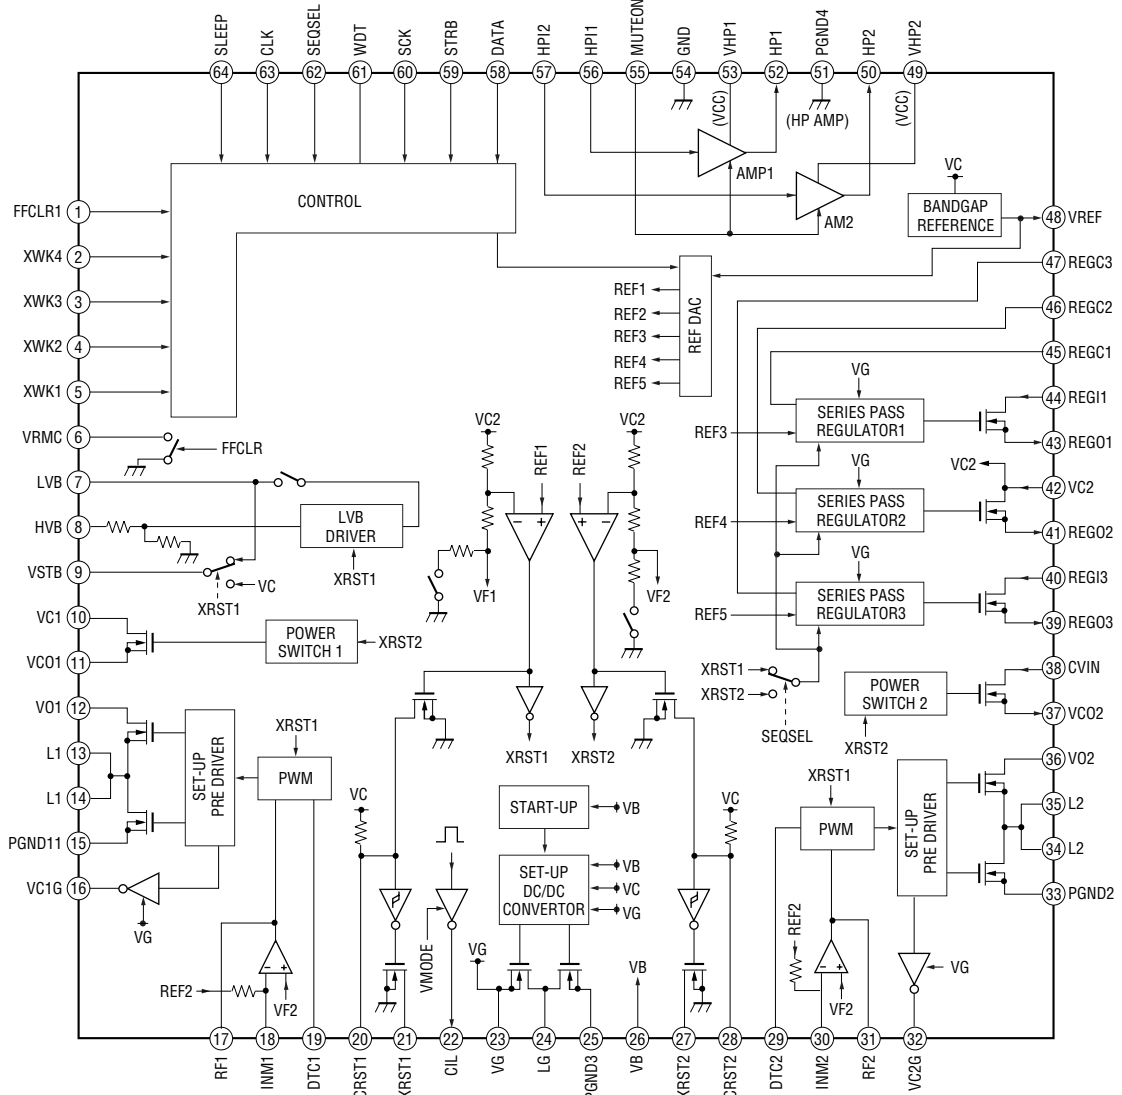 SLEEP
CLK
SEQSEL
WDT
SCK
STRB
DATA
HPI2
HPI1
MUTEON
GND
VHP1
HP1
PGND4
HP2
VHP2
64
63
62
61
60
59
58
57
56
55
54
53
52
51
50
49
(VCC)
(HP AMP)
(VCC)
AMP1
AM2
CONTROL
VC
BANDGAP
REFERENCE
FFCLR1
1
XWK4
2
XWK3
3
XWK2
4
XWK1
5
VRMC
6
FFCLR
LVB
7
HVB
8
LVB
DRIVER
XRST1
VSTB
9
VC
XRST1
VC1
10
VCO1
11
POWER
SWITCH 1
XRST2
VO1
12
L1
13
L1
14
PGND11
15
VC1G
16
SET-UP
PRE DRIVER
XRST1
PWM
VG
REF2
VF2
REF DAC
REF1
REF2
REF3
REF4
REF5
VC2
REF1
REF2
VC2
VF1
VF2
XRST1
XRST2
VC
VMODE
START-UP
VB
SET-UP
DC/DC
CONVERTOR
VB
VC
VG
VG
VB
VC
48
VREF
47
REGC3
46
REGC2
45
REGC1
44
REGI1
43
REGO1
42
VC2
41
REGO2
40
REGI3
39
REGO3
38
CVIN
37
VCO2
36
VO2
35
L2
34
L2
33
PGND2
VG
SERIES PASS
REGULATOR1
REF3
VC2
VG
SERIES PASS
REGULATOR2
REF4
VG
SERIES PASS
REGULATOR3
REF5
XRST1
XRST2
SEQSEL
POWER
SWITCH 2
XRST2
XRST1
PWM
SET-UP
PRE DRIVER
REF2
VF2
VG
17
18
19
20
21
22
23
24
25
26
27
28
29
30
31
32
RF1
INM1
DTC1
CRST1
XRST1
CIL
VG
LG
PGND3
VB
XRST2
CRST2
DTC2
INM2
RF2
VC2G